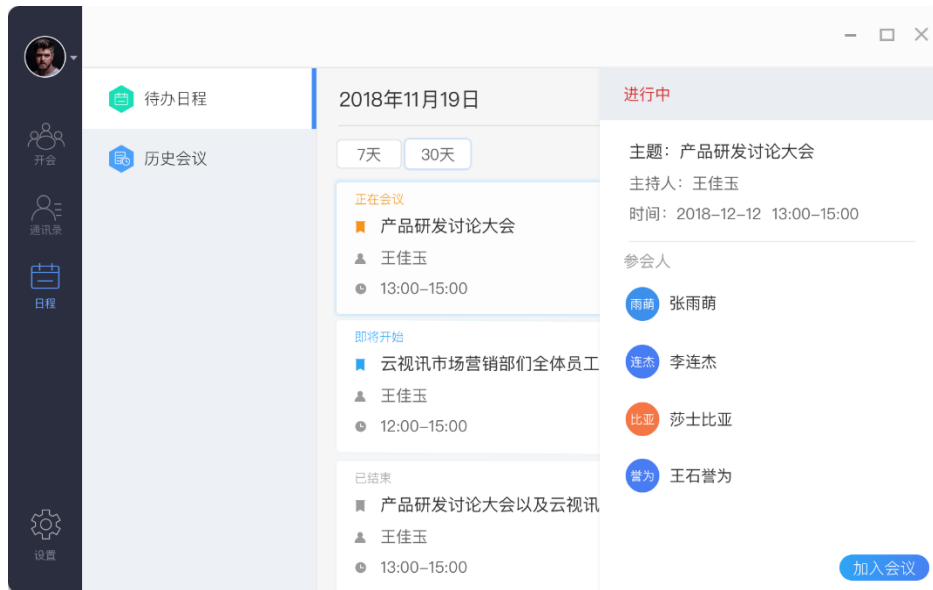 开会
通讯录
日程
设置
待办日程
历史会议
2018年11月19日
7天
30天
正在会议
产品研发讨论大会
王佳玉
13:00–15:00
即将开始
云视讯市场营销部们全体员工
王佳玉
12:00–15:00
已结束
产品研发讨论大会以及云视讯
王佳玉
13:00–15:00
进行中
主题：产品研发讨论大会
主持人：王佳玉
时间：2018–12–12 13:00–15:00
参会人
雨萌 张雨萌
连杰 李连杰
比亚 莎士比亚
誉为 王石誉为
加入会议